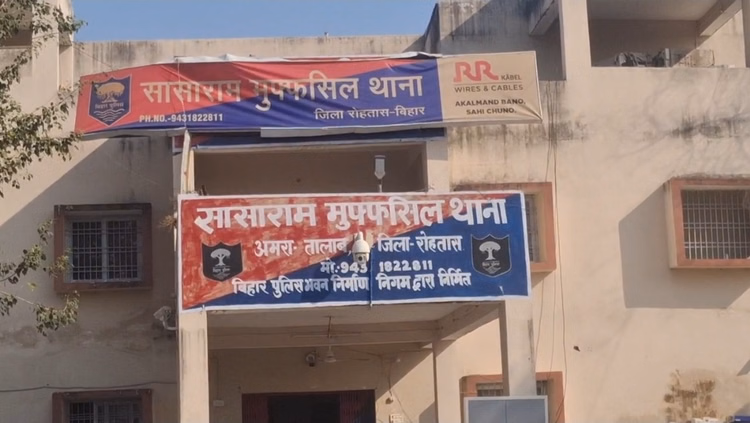 सासाराम मुफ्फसिल थाना
जिला रोहतास-बिहार
PH.NO.-9431822811
बिहार पुलिस
RR KABEL
WIRES & CABLES
AKALMAND BANO,
SAHI CHUNO.
सासाराम मुफ्फसिल थाना
अमरा- तालाब जिला-रोहतास
मो.-943 1822811
बिहार पुलिस भवन निर्माण निगम द्वारा निर्मित